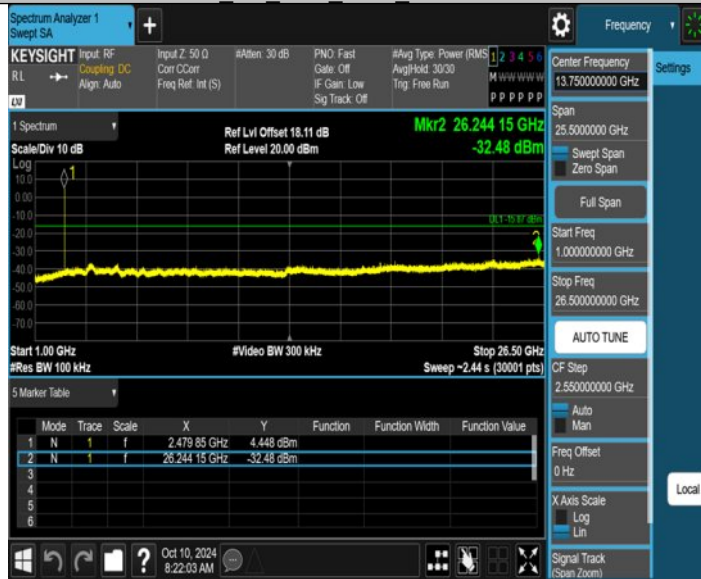 Spectrum Analyzer 1
Swept SA
Frequency
KEYSIGHT
RL
Input: RF
Coupling: DC
Align: Auto
Input Z: 50 Ω
Corr CCorr
Freq Ref: Int (S)
#Atten: 30 dB
PNO: Fast
Gate: Off
IF Gain: Low
Sig Track: Off
#Avg Type: Power (RMS
Avg|Hold: 30/30
Trig: Free Run
1 2 3 4 5 6
M W W W W W
P P P P P P
LXI
1 Spectrum
Scale/Div 10 dB
Ref Lvl Offset 18.11 dB
Ref Level 20.00 dBm
Mkr2 26.244 15 GHz
-32.48 dBm
Log
1
10.0
0.00
-10.0
DL1 -15.87 dBm
-20.0
-30.0
-40.0
-50.0
-60.0
-70.0
Start 1.00 GHz
#Video BW 300 kHz
Stop 26.50 GHz
#Res BW 100 kHz
Sweep ~2.44 s (30001 pts)
5 Marker Table
Mode Trace Scale X Y Function Function Width Function Value
1 N 1 f 2.479 85 GHz 4.448 dBm
2 N 1 f 26.244 15 GHz -32.48 dBm
3
4
5
6
Oct 10, 2024
8:22:03 AM
Center Frequency
13.750000000 GHz
Span
25.5000000 GHz
Swept Span
Zero Span
Full Span
Start Freq
1.000000000 GHz
Stop Freq
26.500000000 GHz
AUTO TUNE
CF Step
2.550000000 GHz
Auto
Man
Freq Offset
0 Hz
X Axis Scale
Log
Lin
Signal Track
(Span Zoom)
Settings
Local